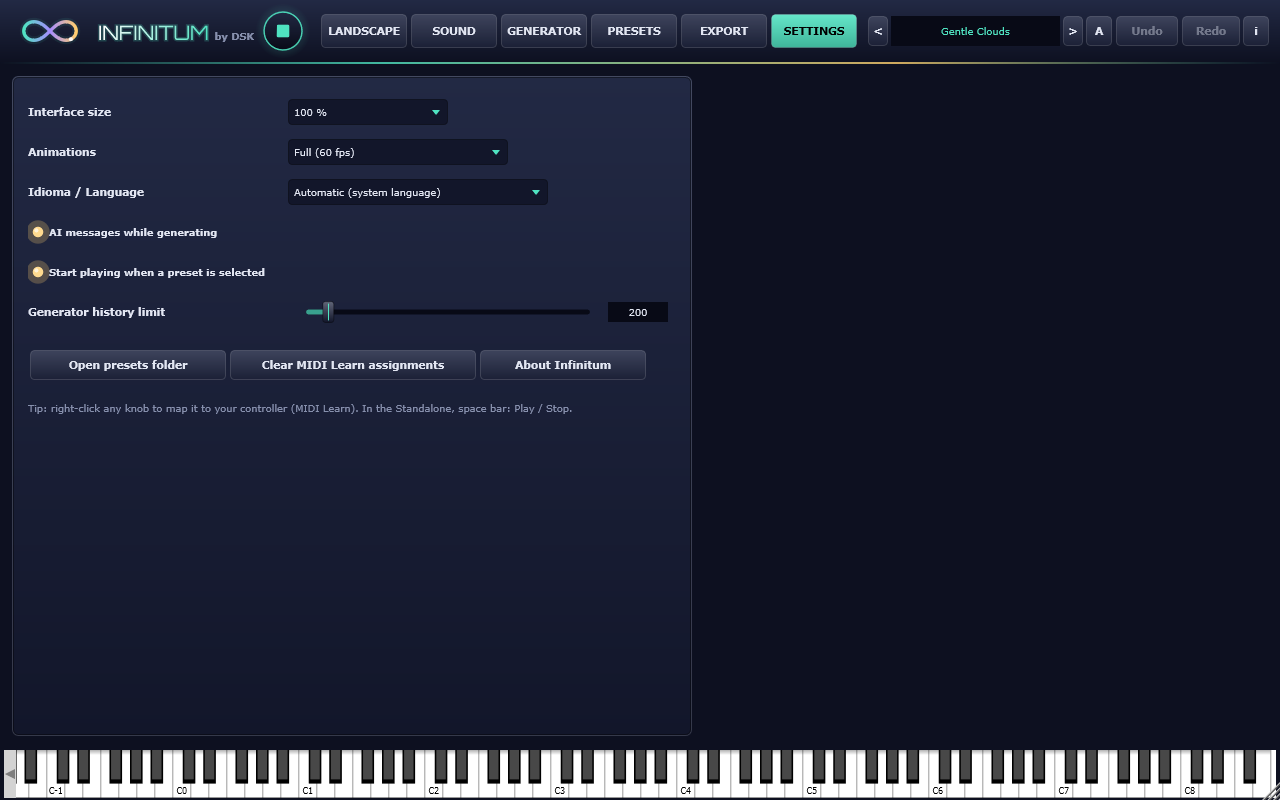 INFINITUM by DSK LANDSCAPE SOUND GENERATOR PRESETS EXPORT SETTINGS < Gentle Clouds > A Undo Redo i
Interface size 100 %
Animations Full (60 fps)
Idioma / Language Automatic (system language)
AI messages while generating
Start playing when a preset is selected
Generator history limit 200
Open presets folder Clear MIDI Learn assignments About Infinitum
Tip: right-click any knob to map it to your controller (MIDI Learn). In the Standalone, space bar: Play / Stop.
C-1 C0 C1 C2 C3 C4 C5 C6 C7 C8